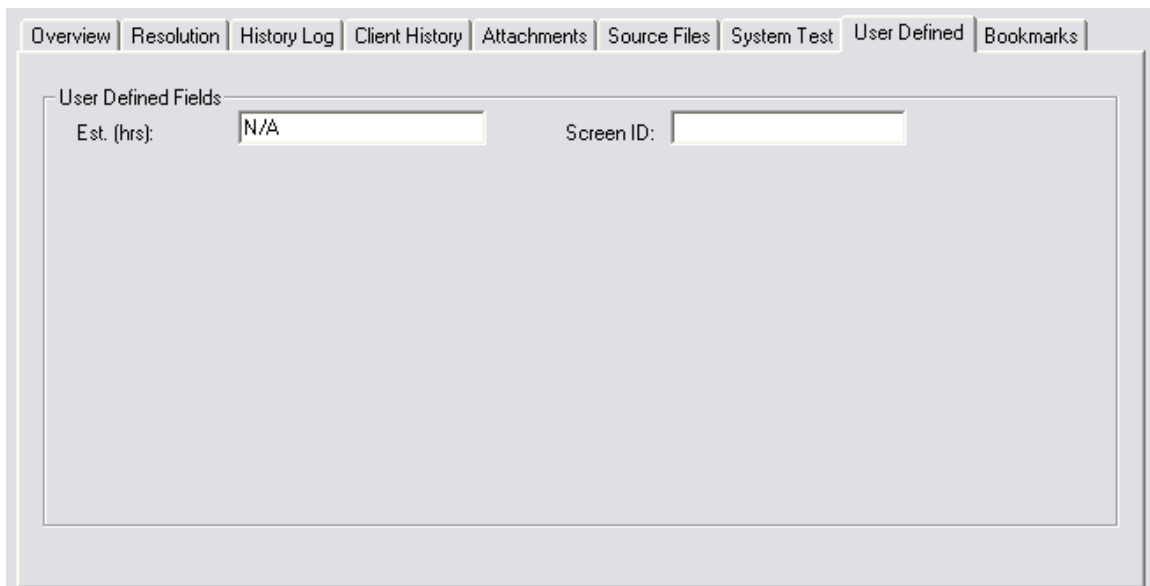 Overview Resolution History Log Client History Attachments Source Files System Test User Defined Bookmarks
User Defined Fields
Est. (hrs): N/A Screen ID: